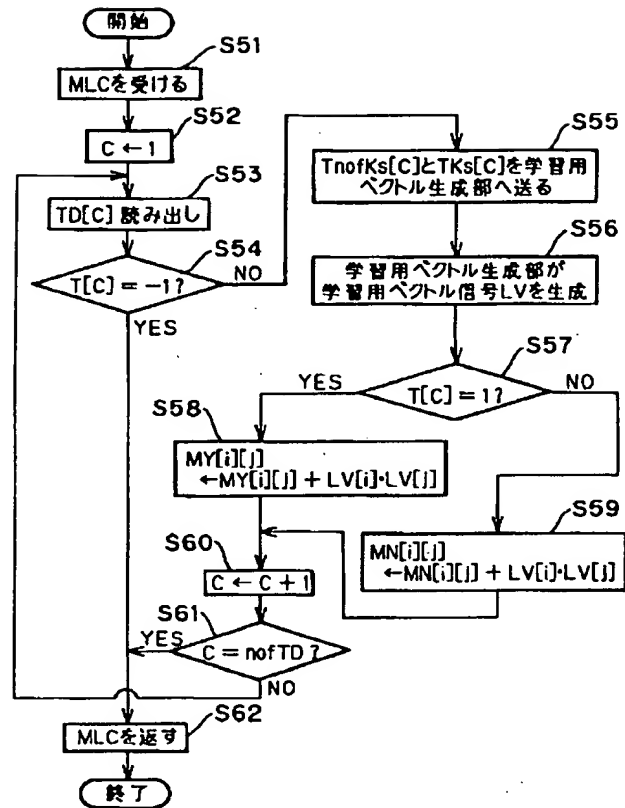 開始
S51
MLCを受ける
S52
C←1
S53
TD[C] 読み出し
S54
T[C]=-1?
NO
YES
S55
TnofKs[C]とTKs[C]を学習用
ベクトル生成部へ送る
S56
学習用ベクトル生成部が
学習用ベクトル信号LVを生成
S57
T[C]=1?
YES
NO
S58
MY[i][j]
←MY[i][j]+LV[i]·LV[j]
S59
MN[i][j]
←MN[i][j]+LV[i]·LV[j]
S60
C←C+1
S61
C=nofTD?
YES
NO
S62
MLCを返す
終了